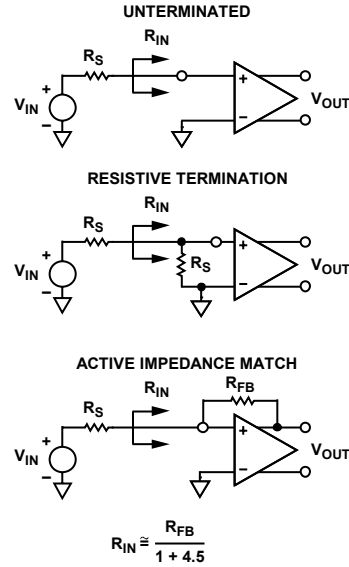 UNTERMINATED
RIN
RS
VIN
+
−
+
−
VOUT
RESISTIVE TERMINATION
RIN
RS
VIN
+
−
RS
+
−
VOUT
ACTIVE IMPEDANCE MATCH
RIN
RFB
RS
VIN
+
−
+
−
VOUT
RIN ≅ RFB
1 + 4.5